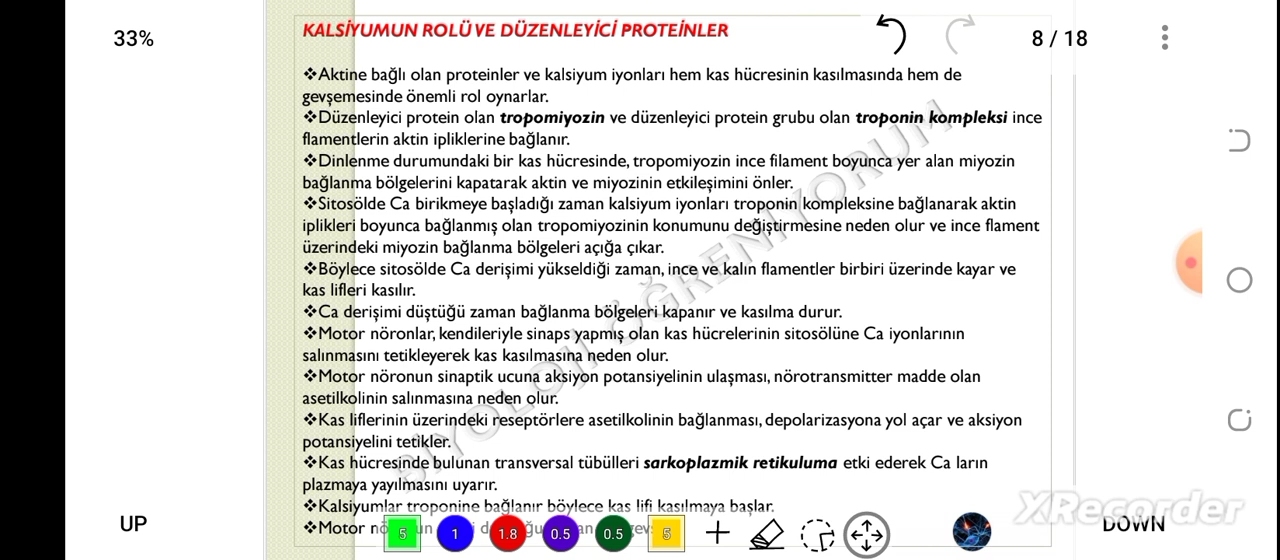 KALSİYUMUN ROLÜ VE DÜZENLEYİCİ PROTEİNLER
33%
8 / 18
❖Aktine bağlı olan proteinler ve kalsiyum iyonları hem kas hücresinin kasılmasında hem de
gevşemesinde önemli rol oynarlar.
❖Düzenleyici protein olan tropomiyozin ve düzenleyici protein grubu olan troponin kompleksi ince
flamentlerin aktin ipliklerine bağlanır.
❖Dinlenme durumundaki bir kas hücresinde, tropomiyozin ince filament boyunca yer alan miyozin
bağlanma bölgelerini kapatarak aktin ve miyozinin etkileşimini önler.
❖Sitosölde Ca birikmeye başladığı zaman kalsiyum iyonları troponin kompleksine bağlanarak aktin
iplikleri boyunca bağlanmış olan tropomiyozinin konumunu değiştirmesine neden olur ve ince flament
üzerindeki miyozin bağlanma bölgeleri açığa çıkar.
❖Böylece sitosölde Ca derişimi yükseldiği zaman, ince ve kalın flamentler birbiri üzerinde kayar ve
kas lifleri kasılır.
❖Ca derişimi düştüğü zaman bağlanma bölgeleri kapanır ve kasılma durur.
❖Motor nöronlar, kendileriyle sinaps yapmış olan kas hücrelerinin sitosölüne Ca iyonlarının
salınmasını tetikleyerek kas kasılmasına neden olur.
❖Motor nöronun sinaptik ucuna aksiyon potansiyelinin ulaşması, nörotransmitter madde olan
asetilkolinin salınmasına neden olur.
❖Kas liflerinin üzerindeki reseptörlere asetilkolinin bağlanması, depolarizasyona yol açar ve aksiyon
potansiyelini tetikler.
❖Kas hücresinde bulunan transversal tübülleri sarkoplazmik retikuluma etki ederek Ca ların
plazmaya yayılmasını uyarır.
❖Kalsiyumlar troponine bağlanır böylece kas lifi kasılmaya başlar.
❖Motor
BİYOLOJİ ÖĞRENİYORUM
XRecorder
UP
5
1
1.8
0.5
0.5
5
DOWN